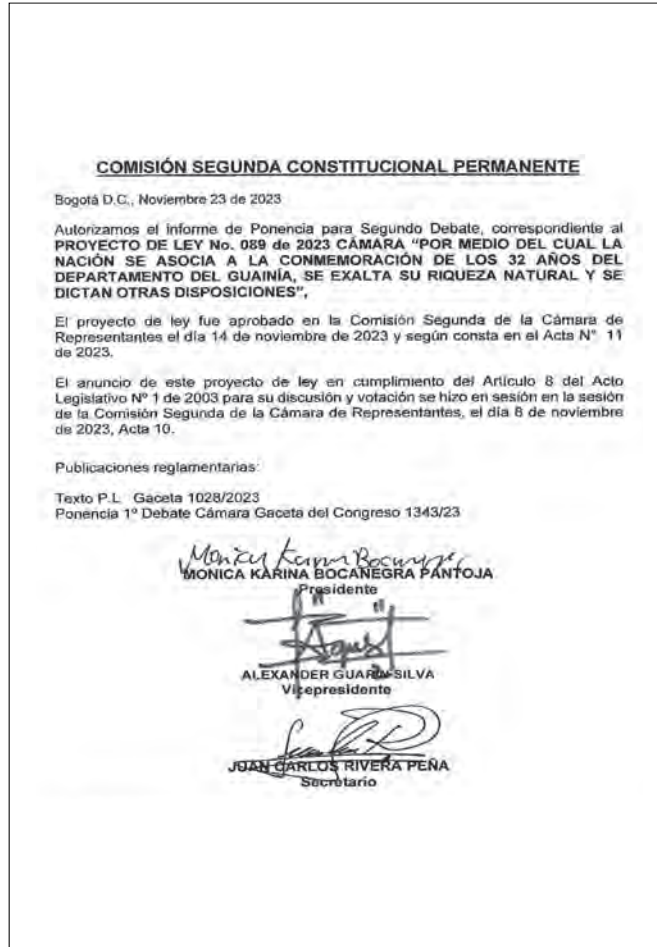 COMISIÓN SEGUNDA CONSTITUCIONAL PERMANENTE
Bogotá D.C., Noviembre 23 de 2023
Autorizamos el Informe de Ponencia para Segundo Debate, correspondiente al
PROYECTO DE LEY No. 089 de 2023 CÁMARA “POR MEDIO DEL CUAL LA
NACIÓN SE ASOCIA A LA CONMEMORACIÓN DE LOS 32 AÑOS DEL
DEPARTAMENTO DEL GUAINÍA, SE EXALTA SU RIQUEZA NATURAL Y SE
DICTAN OTRAS DISPOSICIONES”,
El proyecto de ley fue aprobado en la Comisión Segunda de la Cámara de
Representantes el día 14 de noviembre de 2023 y según consta en el Acta N° 11
de 2023.
El anuncio de este proyecto de ley en cumplimiento del Artículo 8 del Acto
Legislativo Nº 1 de 2003 para su discusión y votación se hizo en sesión en la sesión
de la Comisión Segunda de la Cámara de Representantes, el día 8 de noviembre
de 2023, Acta 10.
Publicaciones reglamentarias:
Texto P.L. Gaceta 1028/2023
Ponencia 1º Debate Cámara Gaceta del Congreso 1343/23
MONICA KARINA BOCANEGRA PANTOJA
Presidente
ALEXANDER GUARIN SILVA
Vicepresidente
JUAN CARLOS RIVERA PEÑA
Secretario